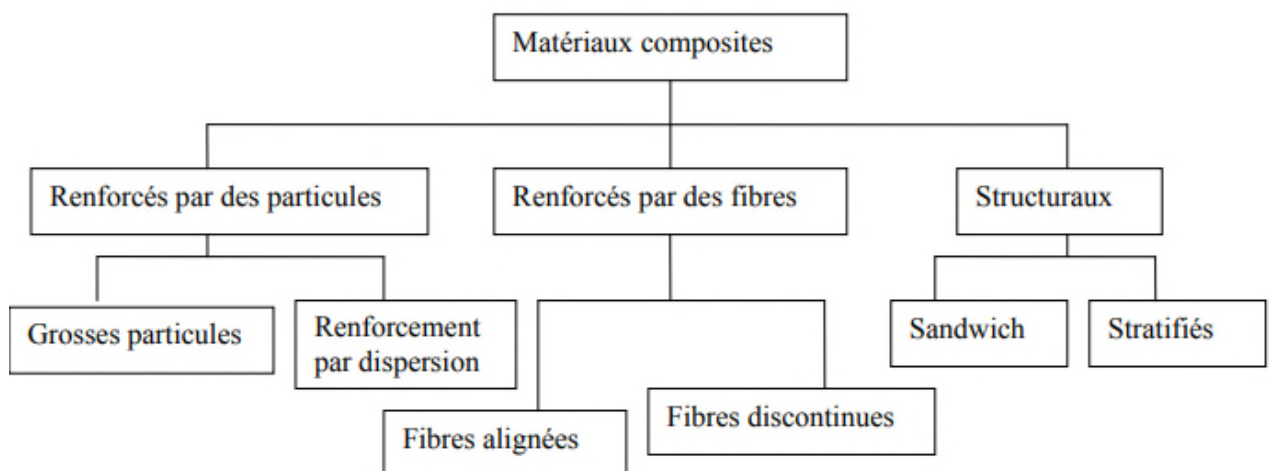 Matériaux composites
Renforcés par des particules
Renforcés par des fibres
Structuraux
Grosses particules
Renforcement
par dispersion
Sandwich
Stratifiés
Fibres alignées
Fibres discontinues